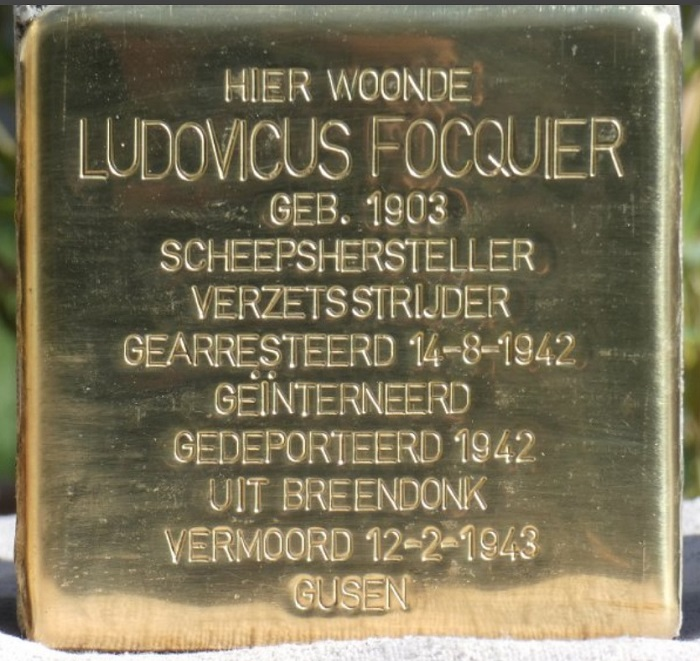 HIER WOONDE
LUDOVICUS FOCQUIER
GEB. 1903
SCHEEPSHERSTELLER
VERZETSSTRIJDER
GEARRESTEERD 14-8-1942
GEÏNTERNEERD
GEDEPORTEERD 1942
UIT BREENDONK
VERMOORD 12-2-1943
GUSEN